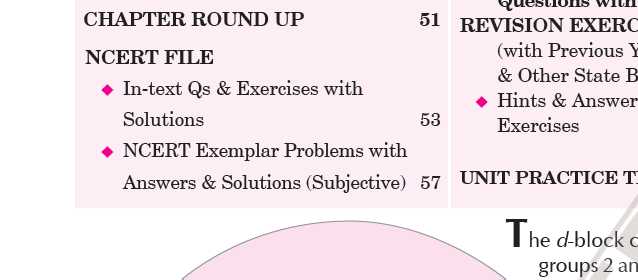 CHAPTER ROUND UP 51
NCERT FILE
◆ In-text Qs & Exercises with
Solutions 53
◆ NCERT Exemplar Problems with
Answers & Solutions (Subjective) 57
Questions with
REVISION EXERC
(with Previous Y
& Other State B
◆ Hints & Answer
Exercises
UNIT PRACTICE T
The d-block c
groups 2 an